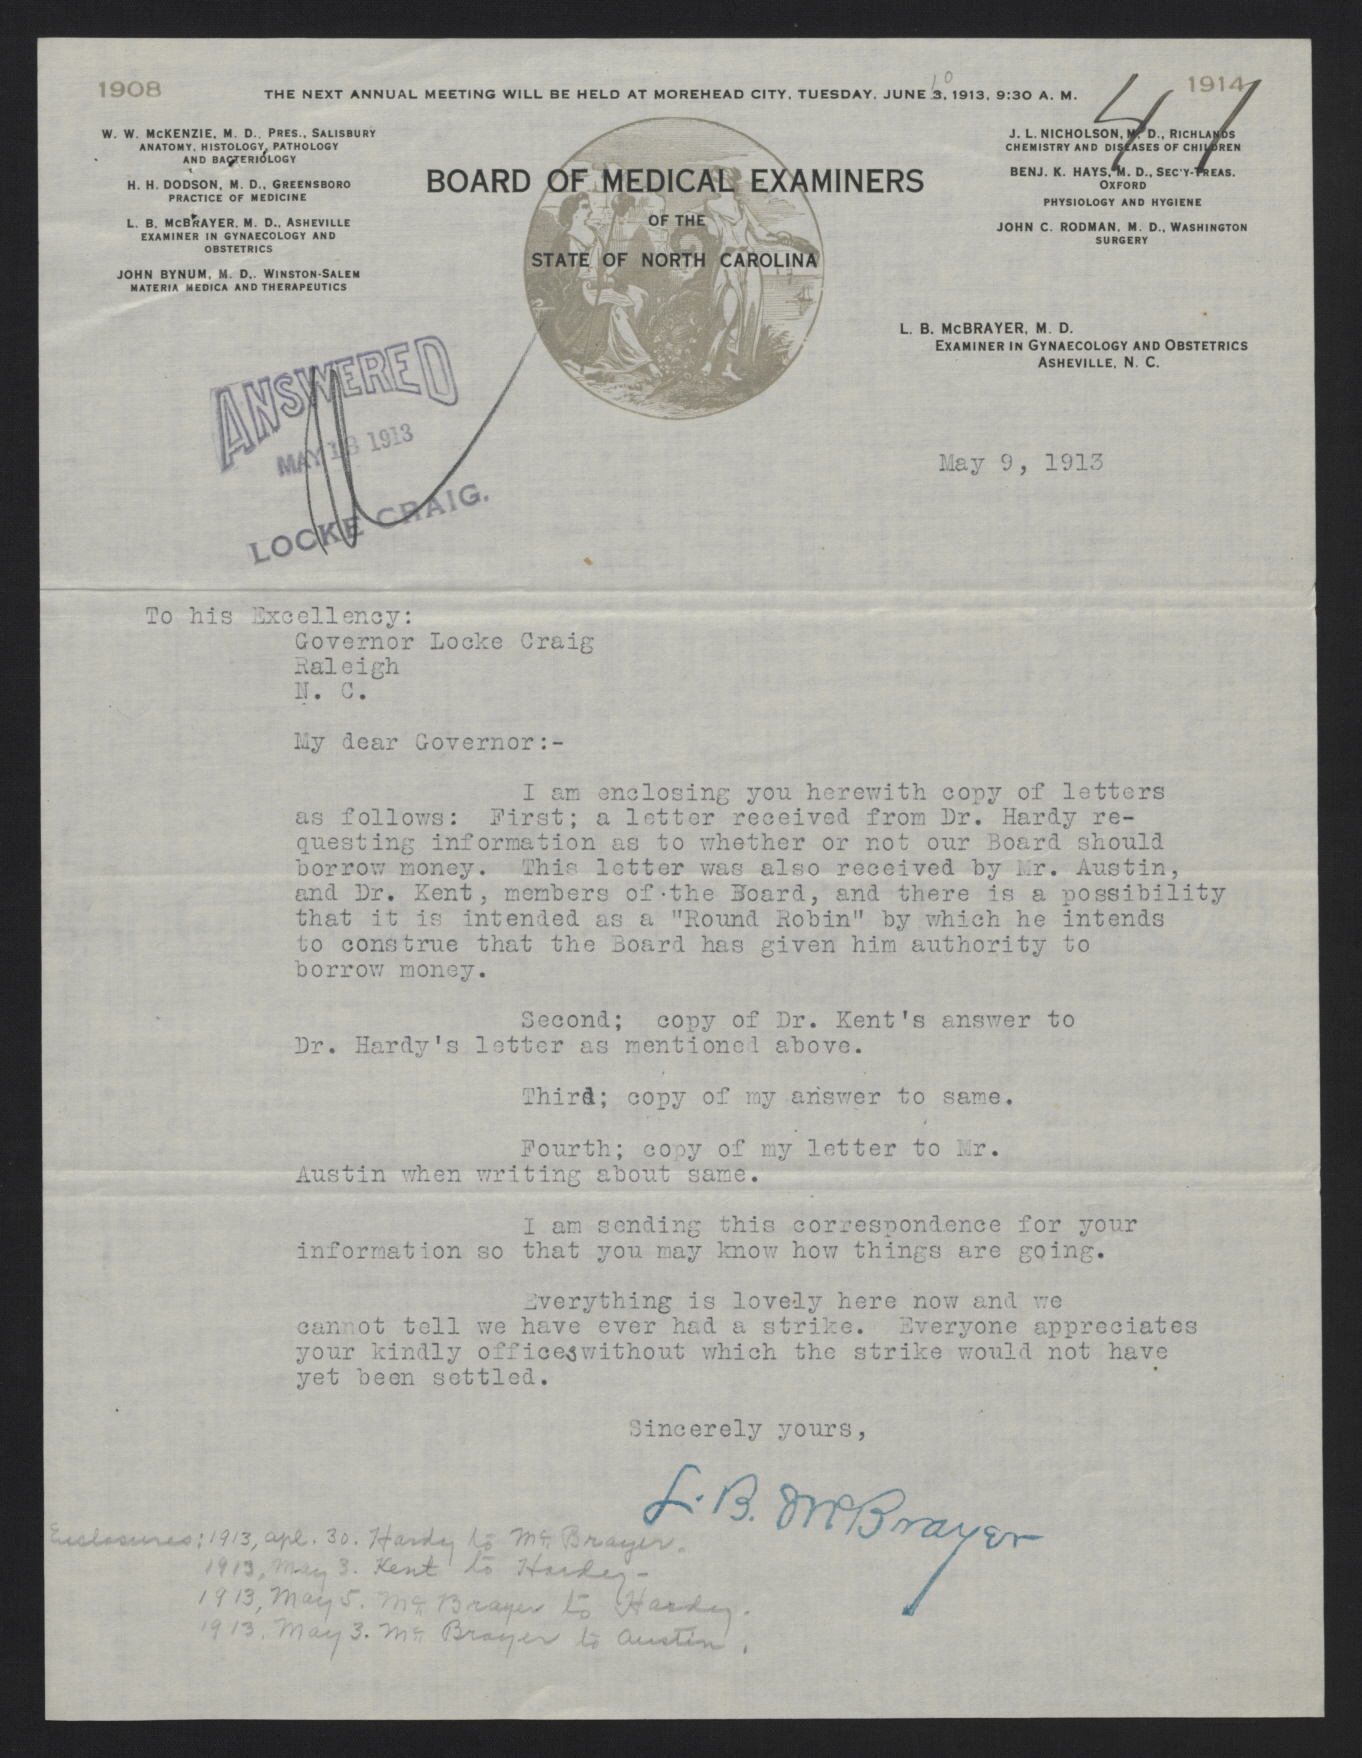 1908
1914
THE NEXT ANNUAL MEETING WILL BE HELD AT MOREHEAD CITY, TUESDAY, JUNE 3, 1913, 9:30 A. M.
10
41
W. W. McKENZIE, M. D., PRES., SALISBURY
ANATOMY, HISTOLOGY, PATHOLOGY
AND BACTERIOLOGY
H. H. DODSON, M. D., GREENSBORO
PRACTICE OF MEDICINE
L. B. McBRAYER, M. D., ASHEVILLE
EXAMINER IN GYNAECOLOGY AND
OBSTETRICS
JOHN BYNUM, M. D., WINSTON-SALEM
MATERIA MEDICA AND THERAPEUTICS
BOARD OF MEDICAL EXAMINERS
OF THE
STATE OF NORTH CAROLINA
J. L. NICHOLSON, M. D., RICHLANDS
CHEMISTRY AND DISEASES OF CHILDREN
BENJ. K. HAYS, M. D., SEC'Y-TREAS.
OXFORD
PHYSIOLOGY AND HYGIENE
JOHN C. RODMAN, M. D., WASHINGTON
SURGERY
L. B. McBRAYER, M. D.
EXAMINER IN GYNAECOLOGY AND OBSTETRICS
ASHEVILLE, N. C.
ANSWERED
MAY 13 1913
LOCKE CRAIG.
May 9, 1913
To his Excellency:
Governor Locke Craig
Raleigh
N. C.
My dear Governor:-
I am enclosing you herewith copy of letters
as follows: First; a letter received from Dr. Hardy re-
questing information as to whether or not our Board should
borrow money. This letter was also received by Mr. Austin,
and Dr. Kent, members of the Board, and there is a possibility
that it is intended as a "Round Robin" by which he intends
to construe that the Board has given him authority to
borrow money.
Second; copy of Dr. Kent's answer to
Dr. Hardy's letter as mentioned above.
Third; copy of my answer to same.
Fourth; copy of my letter to Mr.
Austin when writing about same.
I am sending this correspondence for your
information so that you may know how things are going.
Everything is lovely here now and we
cannot tell we have ever had a strike. Everyone appreciates
your kindly offices without which the strike would not have
yet been settled.
Sincerely yours,
L. B. McBrayer
Enclosures: 1913, apl. 30. Hardy to McBrayer.
1913, May 3. Kent to Hardy-
1913, May 5. McBrayer to Hardy.
1913. May 3. McBrayer to Austin.